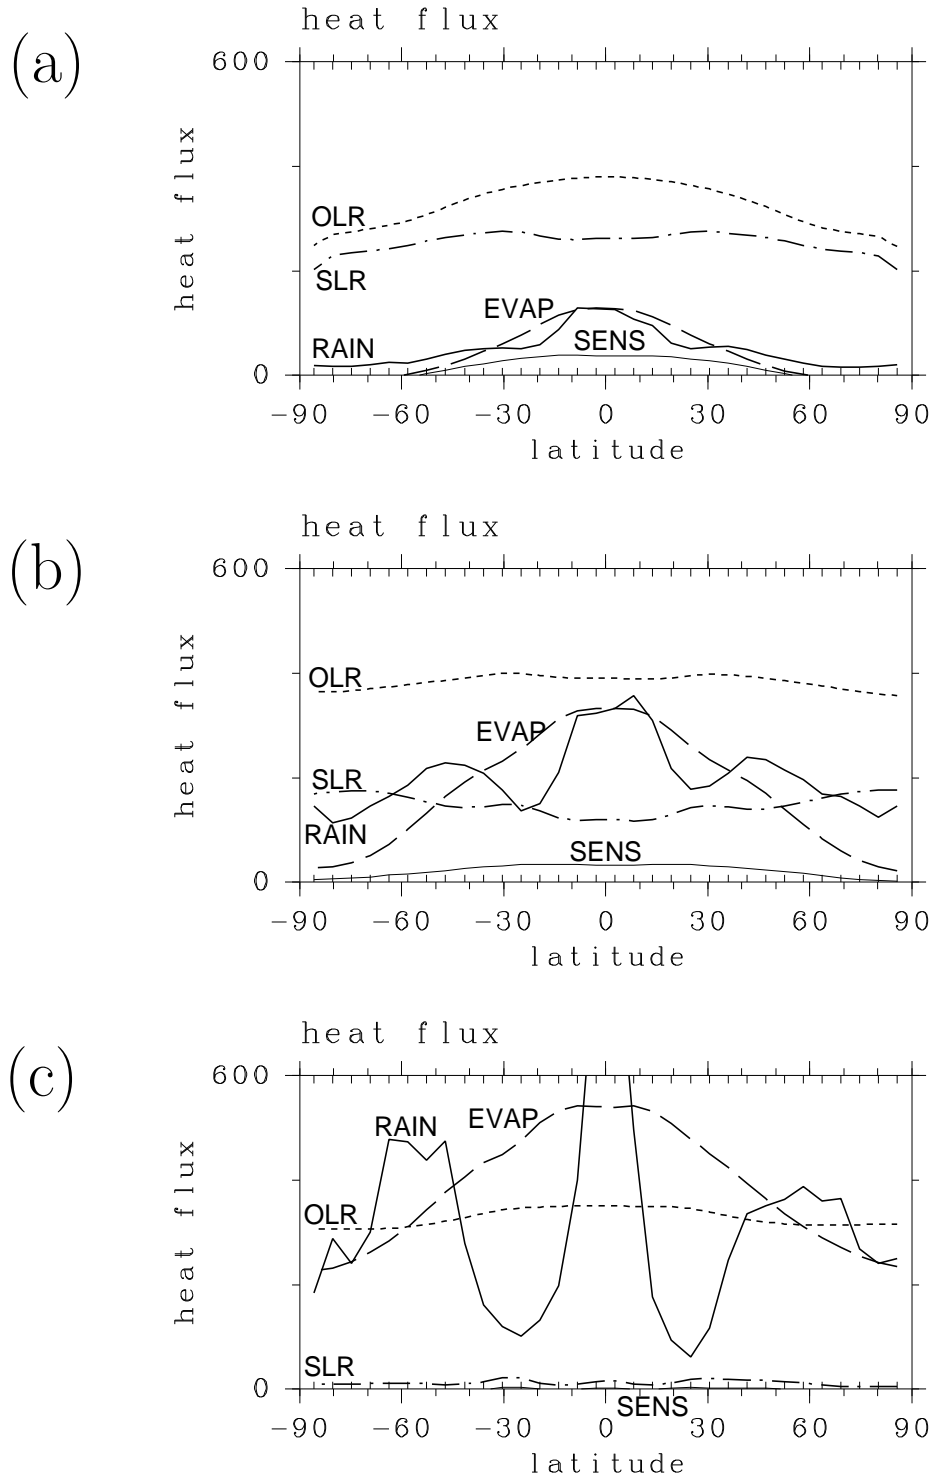 (a)
heat flux
600
heat flux
OLR
SLR
EVAP
SENS
RAIN
0
−90 −60 −30 0 30 60 90
latitude
(b)
heat flux
600
heat flux
OLR
EVAP
SLR
RAIN
SENS
0
−90 −60 −30 0 30 60 90
latitude
(c)
heat flux
600
heat flux
RAIN
EVAP
OLR
SLR
0
SENS
−90 −60 −30 0 30 60 90
latitude